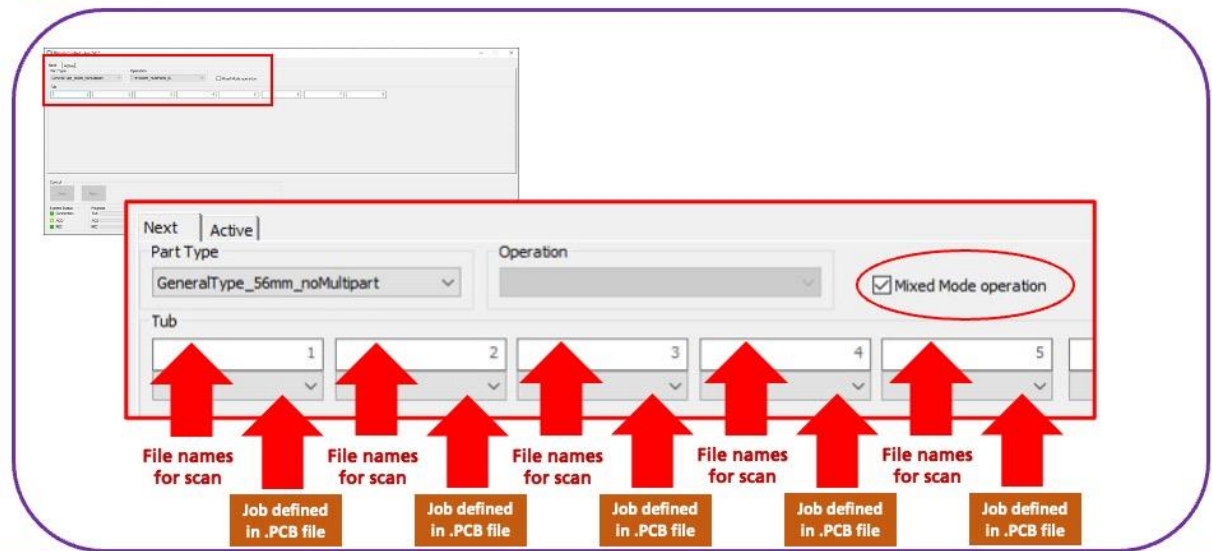 Next Active
Part Type Operation
GeneralType_56mm_noMultipart Mixed Mode operation
Tub
1 2 3 4 5
File names for scan File names for scan File names for scan File names for scan File names for scan
Job defined in .PCB file Job defined in .PCB file Job defined in .PCB file Job defined in .PCB file Job defined in .PCB file